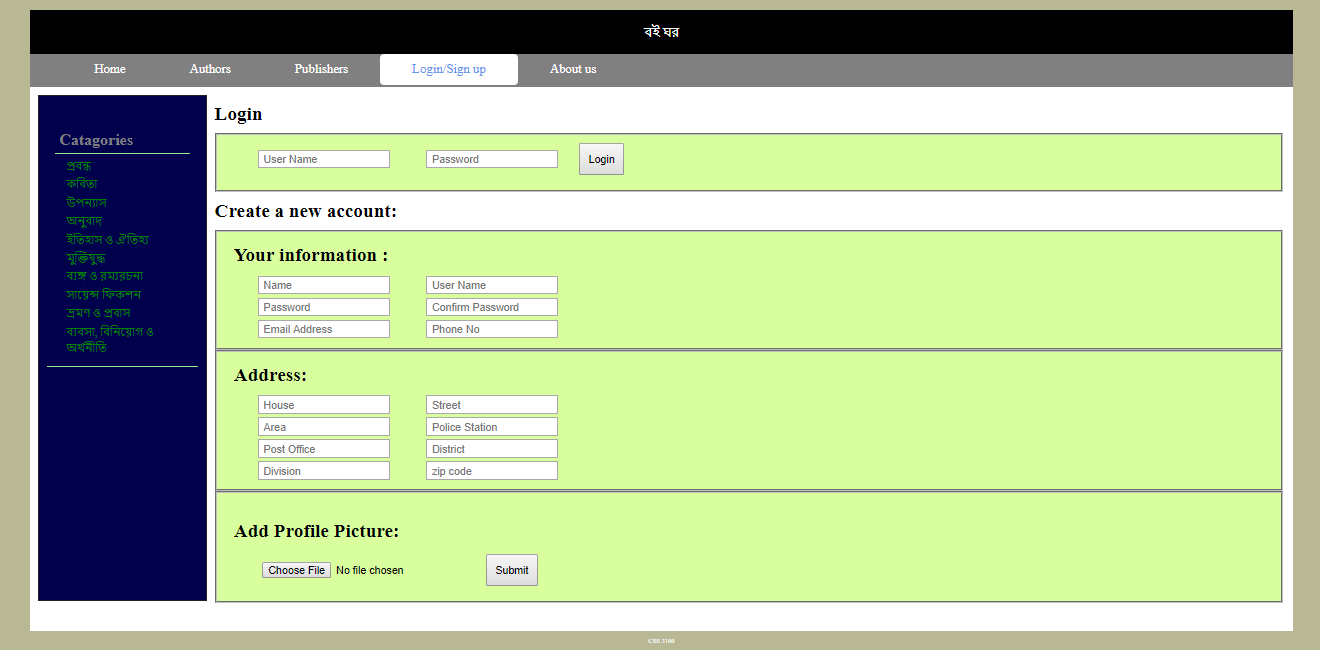 বই ঘর
Home Authors Publishers Login/Sign up About us
Catagories
প্রবন্ধ
কবিতা
উপন্যাস
অনুবাদ
ইতিহাস ও ঐতিহ্য
মুক্তিযুদ্ধ
ব্যঙ্গ ও রম্যরচনা
সায়েন্স ফিকশন
ভ্রমণ ও প্রবাস
ব্যবসা, বিনিয়োগ ও
অর্থনীতি
Login
User Name Password Login
Create a new account:
Your information :
Name User Name
Password Confirm Password
Email Address Phone No
Address:
House Street
Area Police Station
Post Office District
Division zip code
Add Profile Picture:
Choose File No file chosen Submit
CSE 3100